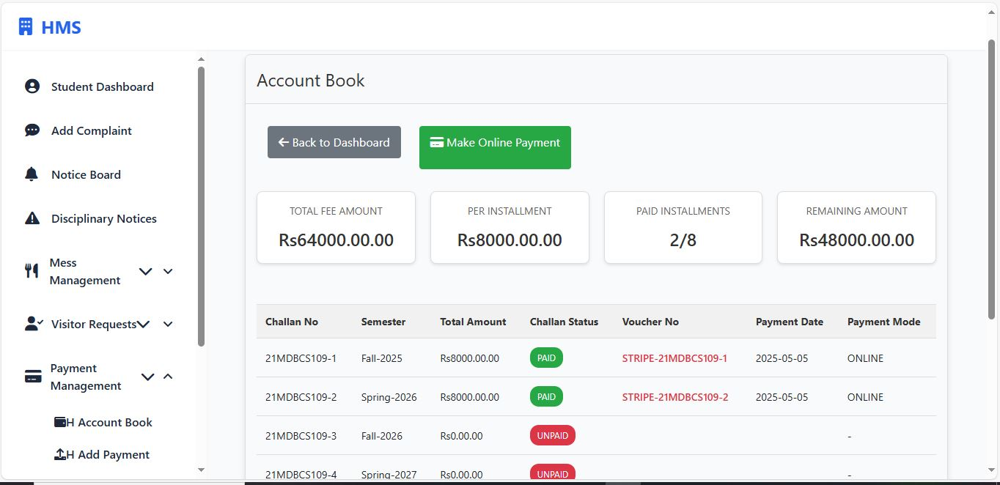 HMS
Student Dashboard
Add Complaint
Notice Board
Disciplinary Notices
Mess
Management
Visitor Requests
Payment
Management
H Account Book
H Add Payment
Account Book
Back to Dashboard
Make Online Payment
TOTAL FEE AMOUNT
Rs64000.00.00
PER INSTALLMENT
Rs8000.00.00
PAID INSTALLMENTS
2/8
REMAINING AMOUNT
Rs48000.00.00
Challan No Semester Total Amount Challan Status Voucher No Payment Date Payment Mode
21MDBCS109-1 Fall-2025 Rs8000.00.00 PAID STRIPE-21MDBCS109-1 2025-05-05 ONLINE
21MDBCS109-2 Spring-2026 Rs8000.00.00 PAID STRIPE-21MDBCS109-2 2025-05-05 ONLINE
21MDBCS109-3 Fall-2026 Rs0.00.00 UNPAID -
21MDBCS109-4 Spring-2027 Rs0.00.00 UNPAID -